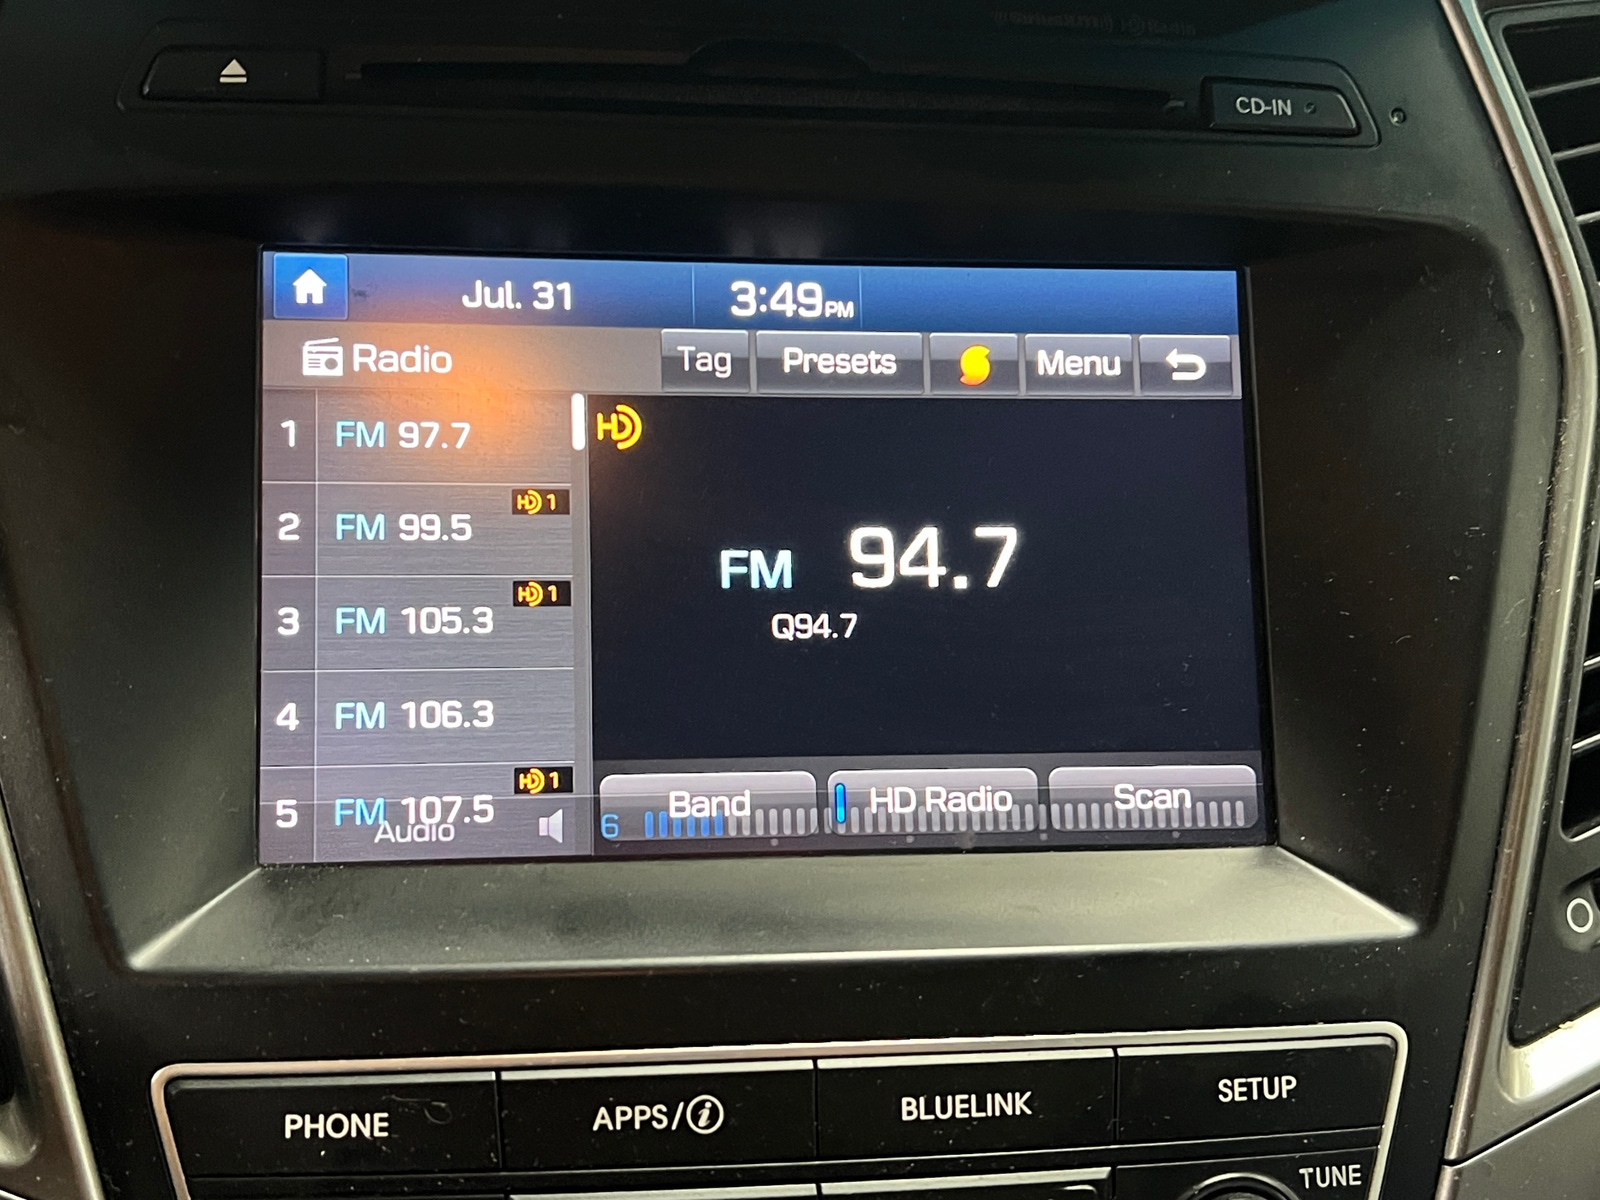 CD-IN
Jul. 31 3:49PM
Radio Tag Presets Menu
HD
1 FM 97.7
2 FM 99.5 HD 1
3 FM 105.3 HD 1
4 FM 106.3
5 FM 107.5 HD 1
FM 94.7
Q94.7
Audio 6
Band HD Radio Scan
PHONE APPS/i BLUELINK SETUP
TUNE